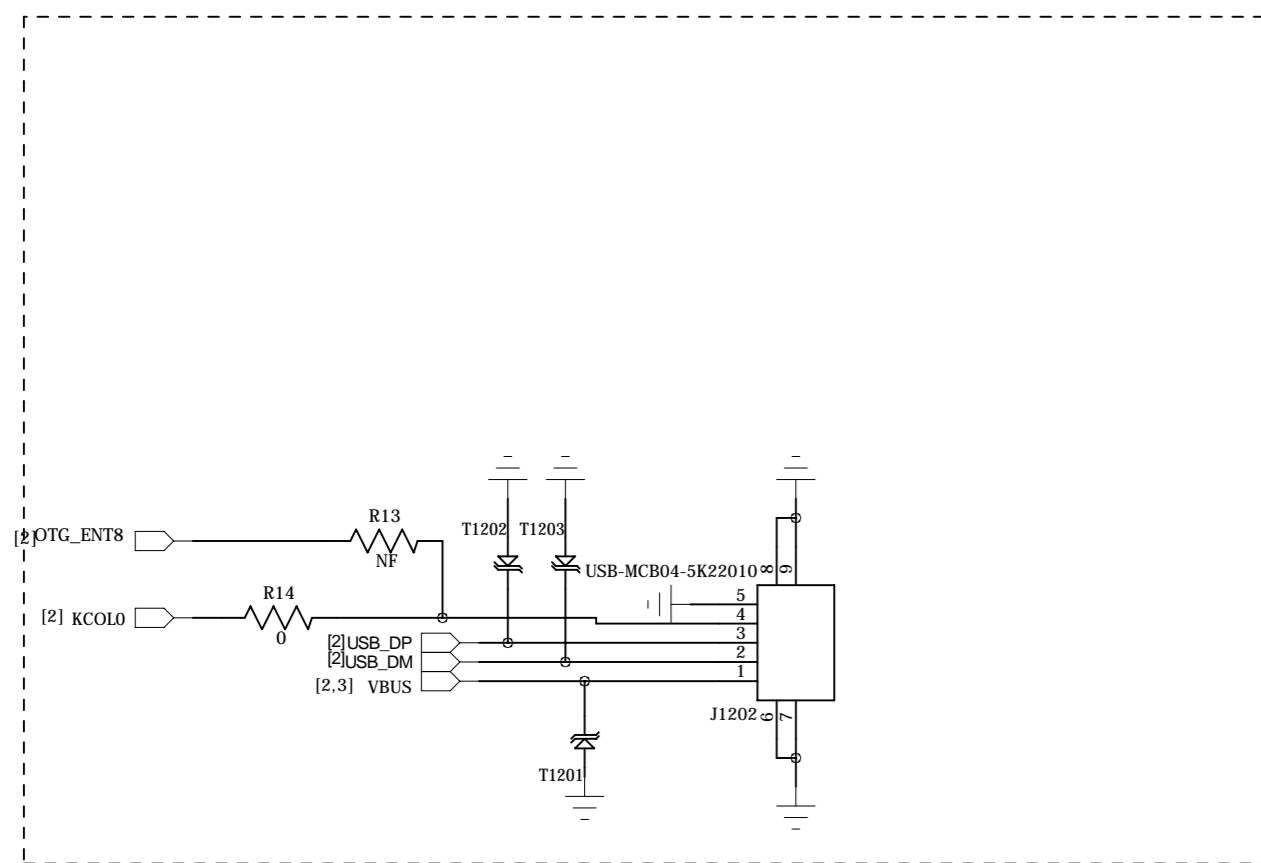 R13
T1202 T1203
[2]OTG_ENT8
NF
USB-MCB04-5K22010
8
9
R14
5
[2] KCOL0
4
0
3
[2]USB_DP
2
[2]USB_DM
1
[2,3] VBUS
J1202
6
7
T1201